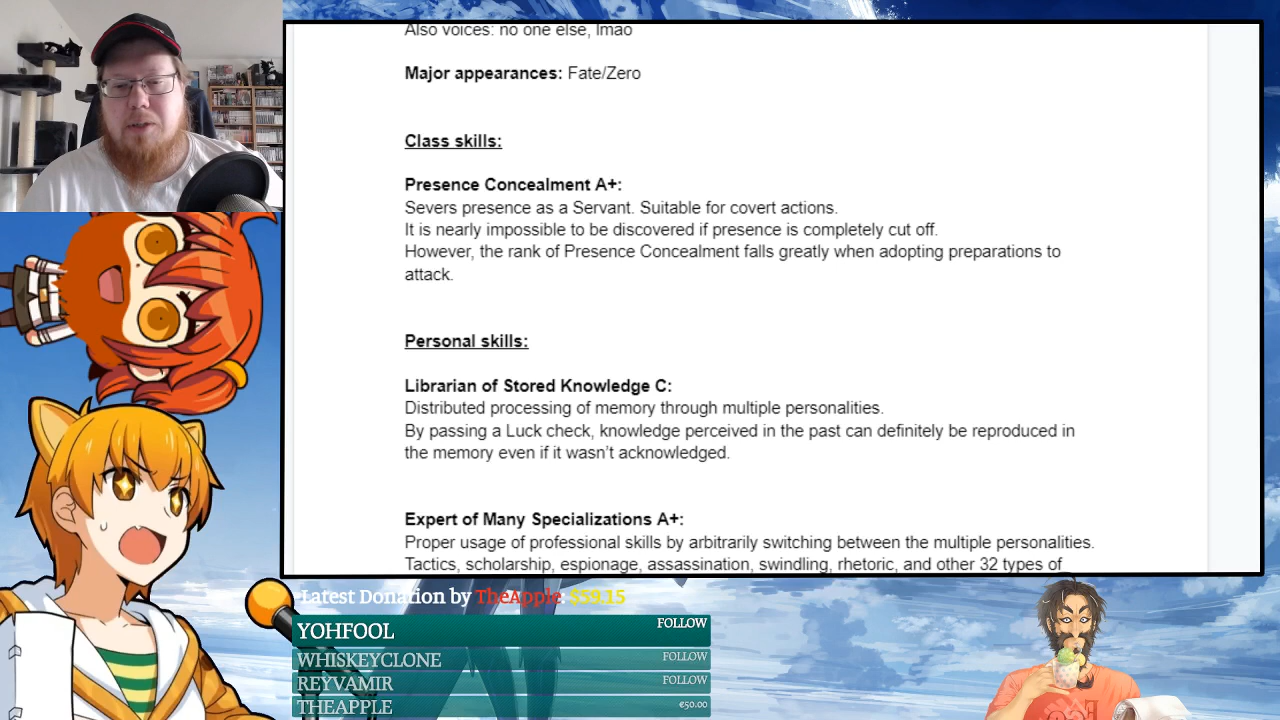 Also voices: no one else, lmao
Major appearances: Fate/Zero
Class skills:
Presence Concealment A+:
Severs presence as a Servant. Suitable for covert actions.
It is nearly impossible to be discovered if presence is completely cut off.
However, the rank of Presence Concealment falls greatly when adopting preparations to
attack.
Personal skills:
Librarian of Stored Knowledge C:
Distributed processing of memory through multiple personalities.
By passing a Luck check, knowledge perceived in the past can definitely be reproduced in
the memory even if it wasn’t acknowledged.
Expert of Many Specializations A+:
Proper usage of professional skills by arbitrarily switching between the multiple personalities.
Tactics, scholarship, espionage, assassination, swindling, rhetoric, and other 32 types of
Latest Donation by TheApple: $59.15
YOHFOOL FOLLOW
WHISKEYCLONE FOLLOW
REYVAMIR FOLLOW
THEAPPLE €50.00